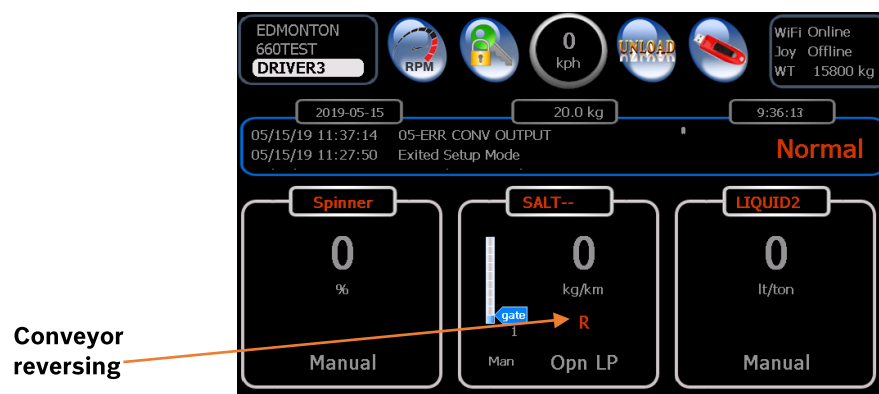 EDMONTON
660TEST
DRIVER3
RPM
0
kph
UNLOAD
WiFi Online
Joy Offline
WT 15800 kg
2019-05-15
20.0 kg
9:36:13
05/15/19 11:37:14 05-ERR CONV OUTPUT
05/15/19 11:27:50 Exited Setup Mode
Normal
Spinner
0
%
Manual
SALT--
0
kg/km
gate
1
R
Man Opn LP
LIQUID2
0
lt/ton
Manual
Conveyor
reversing